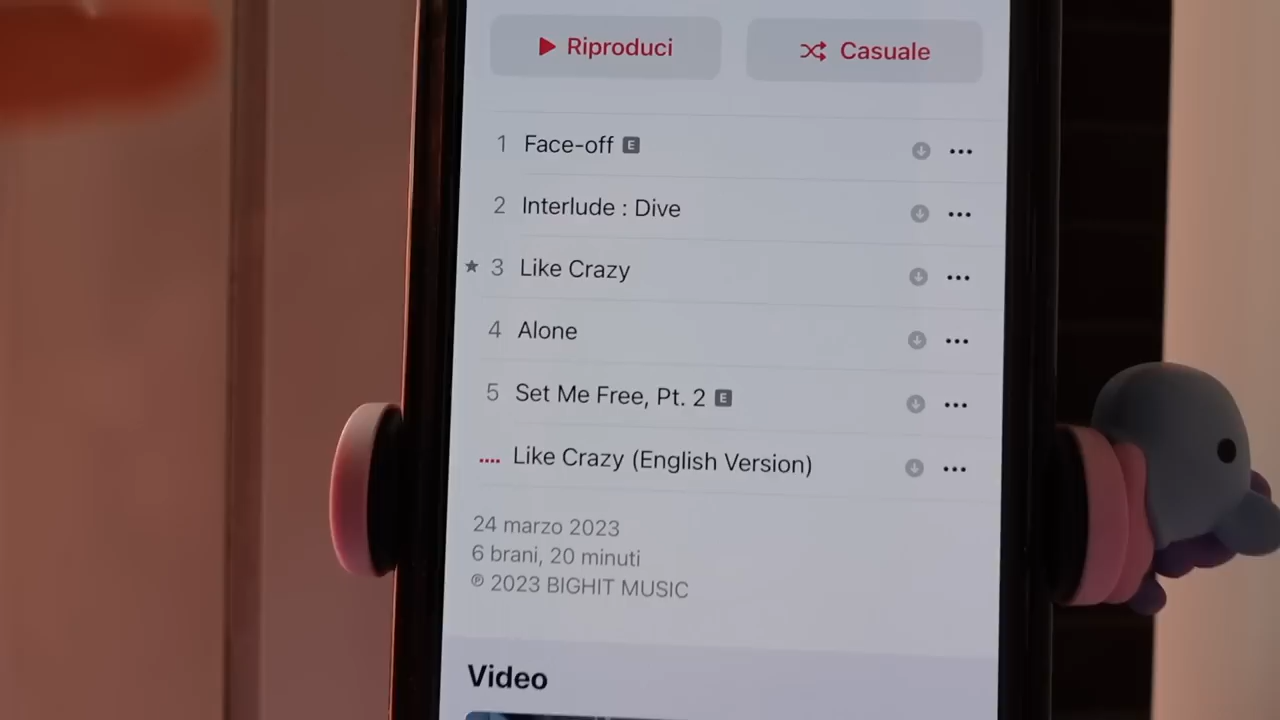 Riproduci
Casuale
1 Face-off E
2 Interlude : Dive
★ 3 Like Crazy
4 Alone
5 Set Me Free, Pt. 2 E
Like Crazy (English Version)
24 marzo 2023
6 brani, 20 minuti
℗ 2023 BIGHIT MUSIC
Video